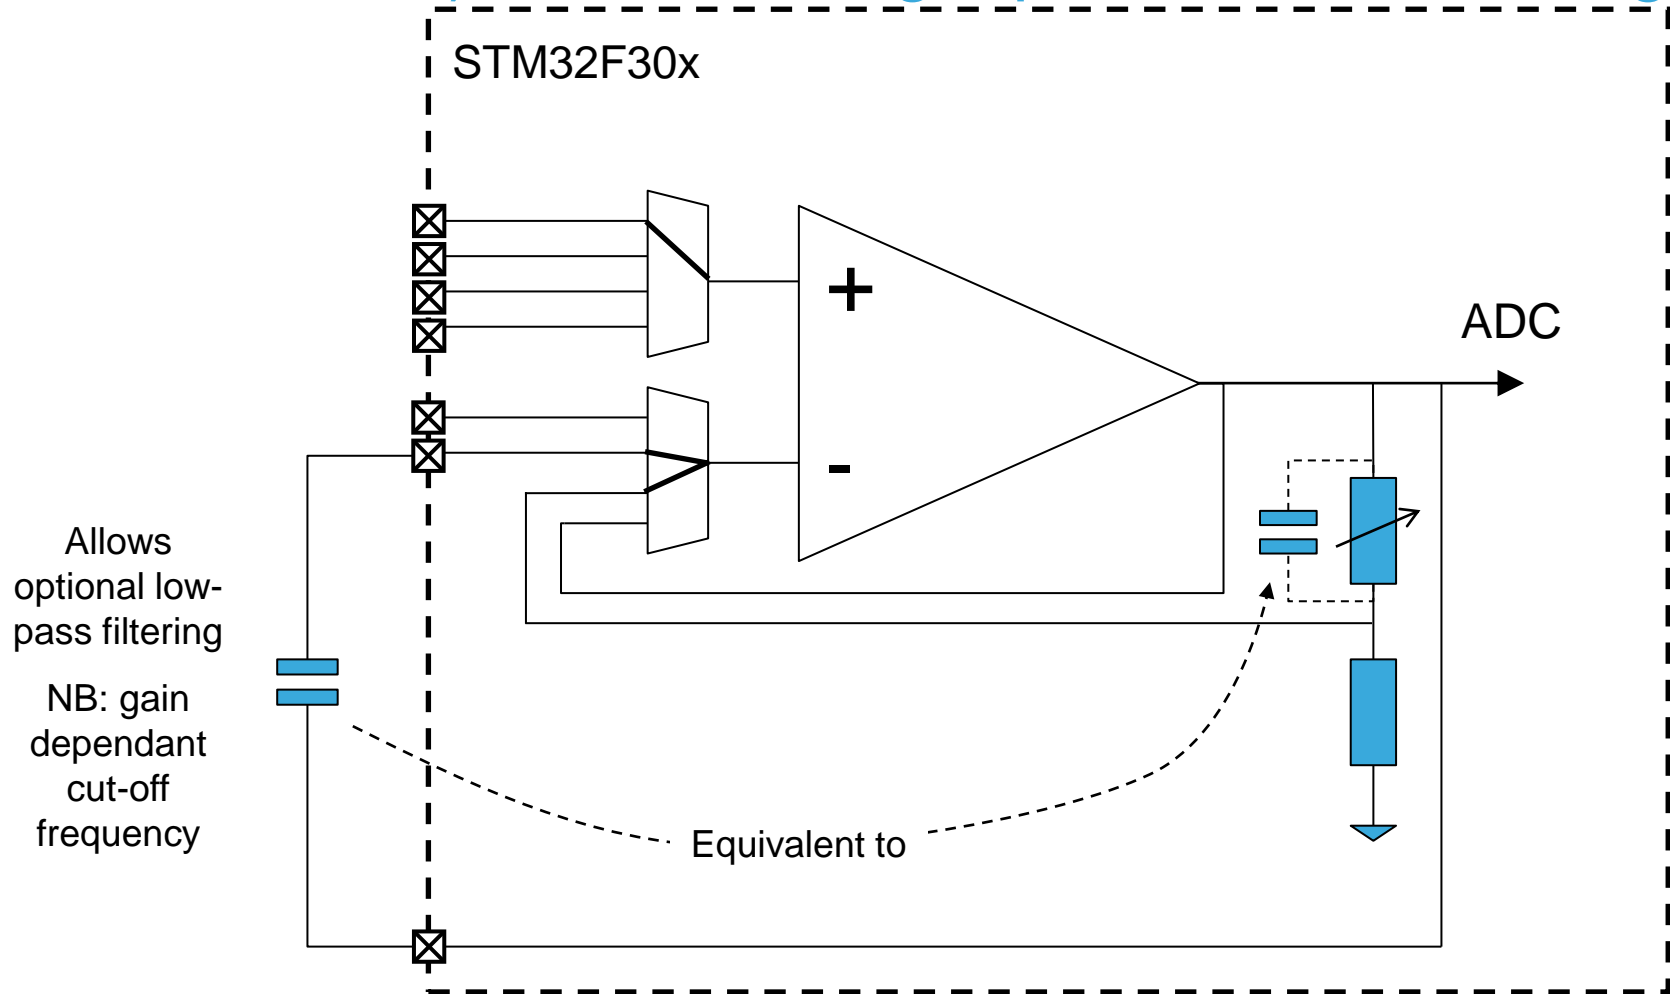 STM32F30x
+
ADC
-
Allows
optional low-
pass filtering
NB: gain
dependant
cut-off
frequency
Equivalent to